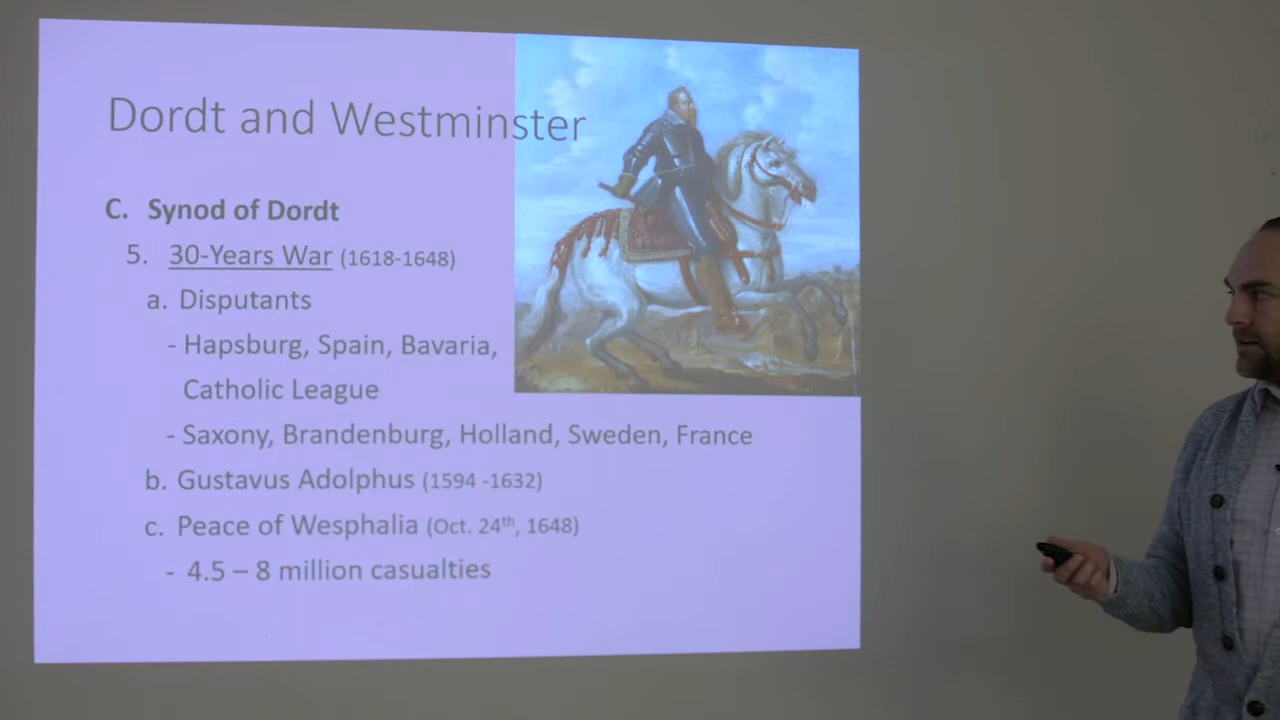 Dordt and Westminster
C. Synod of Dordt
5. 30-Years War (1618-1648)
a. Disputants
- Hapsburg, Spain, Bavaria,
Catholic League
- Saxony, Brandenburg, Holland, Sweden, France
b. Gustavus Adolphus (1594 -1632)
c. Peace of Wesphalia (Oct. 24th, 1648)
- 4.5 – 8 million casualties